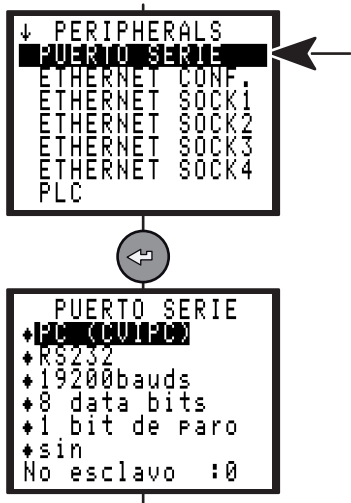 ↓ PERIPHERALS
PUERTO SERIE
ETHERNET CONF.
ETHERNET SOCK1
ETHERNET SOCK2
ETHERNET SOCK3
ETHERNET SOCK4
PLC
PUERTO SERIE
♦PC (CVIPC)
♦RS232
♦19200bauds
♦8 data bits
♦1 bit de paro
♦sin
No esclavo :0